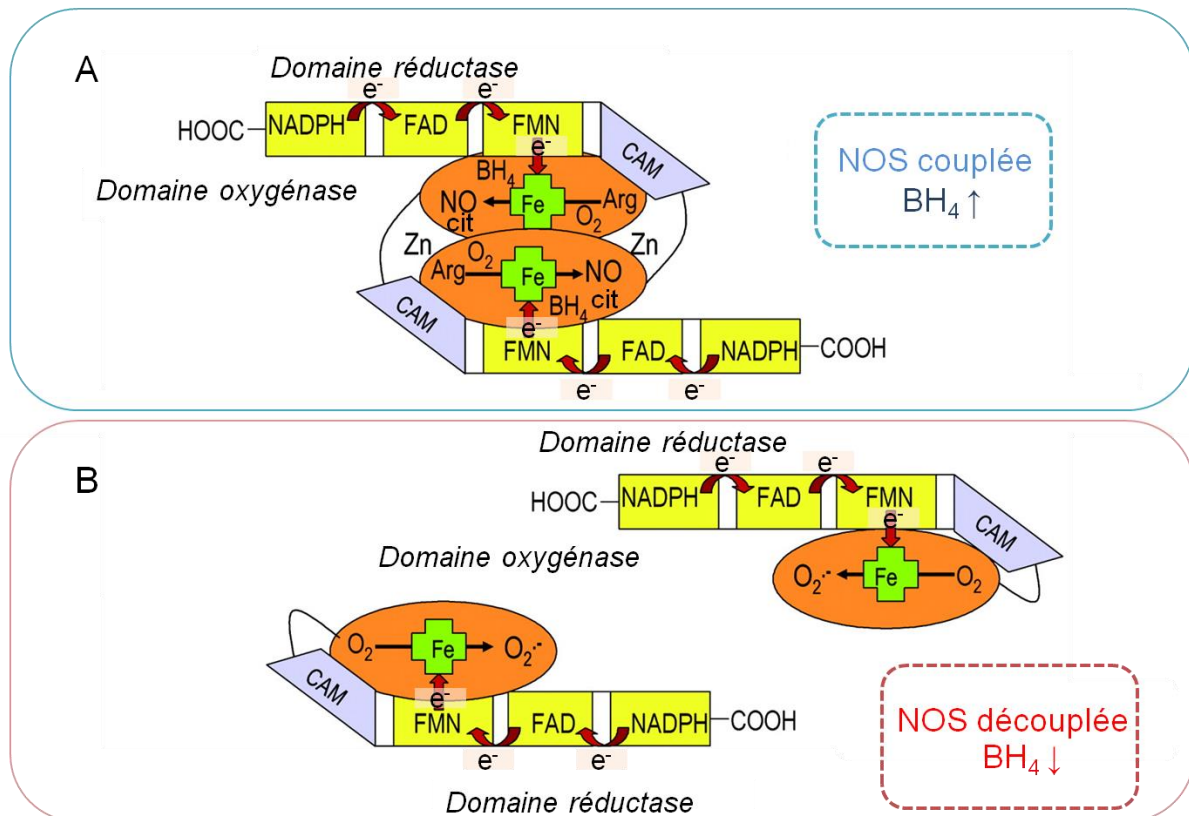 A
Domaine réductase
e⁻ e⁻
HOOC NADPH FAD FMN
e⁻
CAM
Domaine oxygénase
BH₄
NO Fe Arg
cit O₂
Zn Zn
O₂
Arg Fe NO
BH₄ cit
CAM
e⁻
FMN FAD NADPH COOH
e⁻ e⁻
NOS couplée
BH₄ ↑
B
Domaine réductase
e⁻ e⁻
HOOC NADPH FAD FMN
e⁻
CAM
Domaine oxygénase
O₂·⁻ Fe O₂
O₂ Fe O₂·⁻
CAM
e⁻
FMN FAD NADPH COOH
e⁻ e⁻
Domaine réductase
NOS découplée
BH₄ ↓